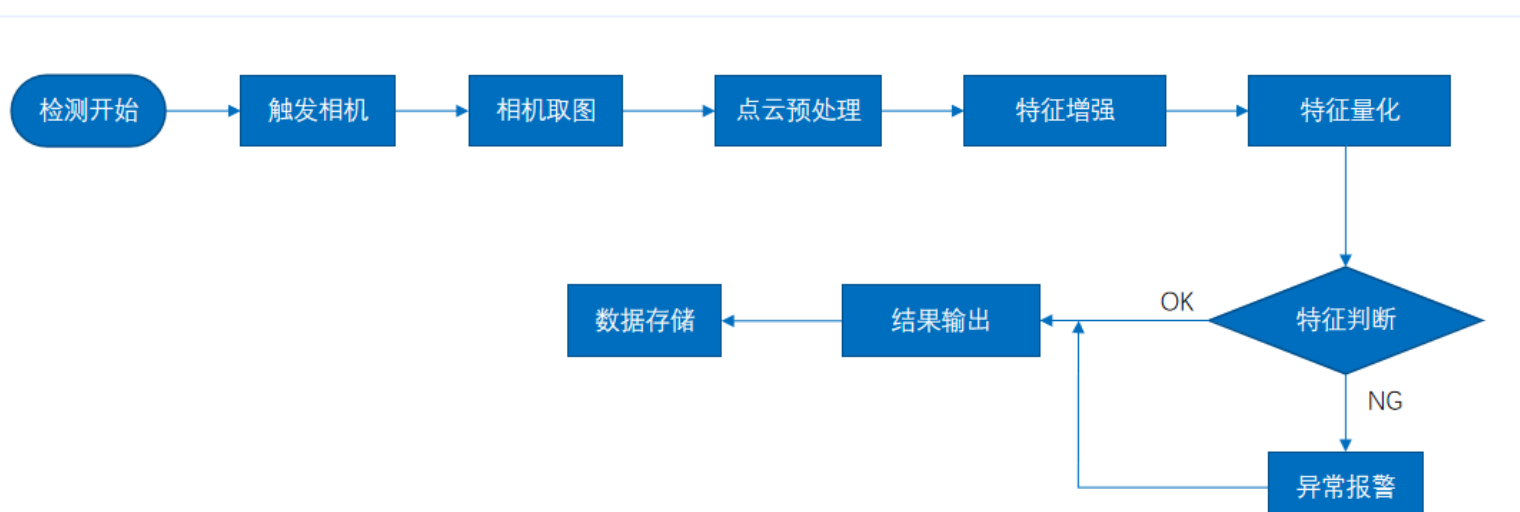 检测开始
触发相机
相机取图
点云预处理
特征增强
特征量化
数据存储
结果输出
OK
特征判断
NG
异常报警